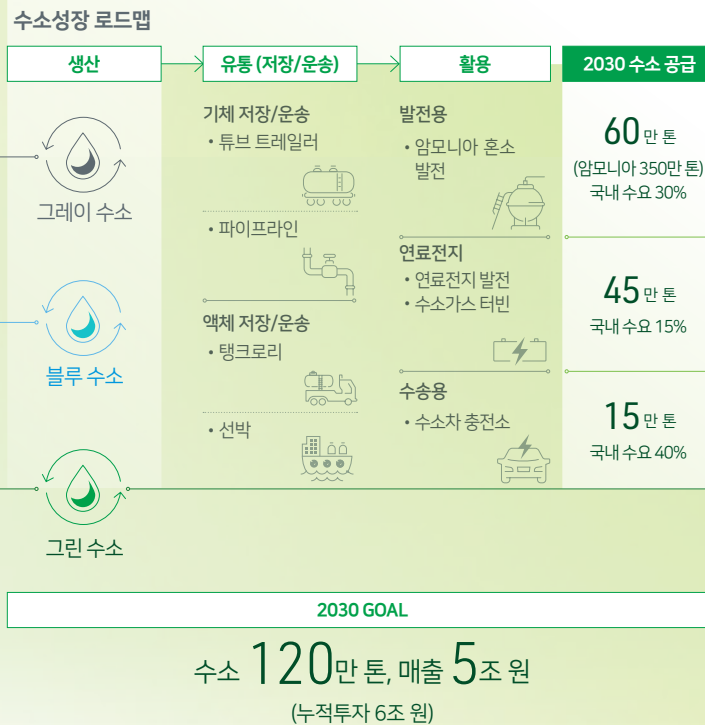 수소성장 로드맵
생산
유통 (저장/운송)
활용
2030 수소 공급
그레이 수소
블루 수소
그린 수소
기체 저장/운송
• 튜브 트레일러
• 파이프라인
액체 저장/운송
• 탱크로리
• 선박
발전용
• 암모니아 혼소
발전
연료전지
• 연료전지 발전
• 수소가스 터빈
수송용
• 수소차 충전소
60만 톤
(암모니아 350만 톤)
국내 수요 30%
45만 톤
국내 수요 15%
15만 톤
국내 수요 40%
2030 GOAL
수소 120만 톤, 매출 5조 원
(누적투자 6조 원)